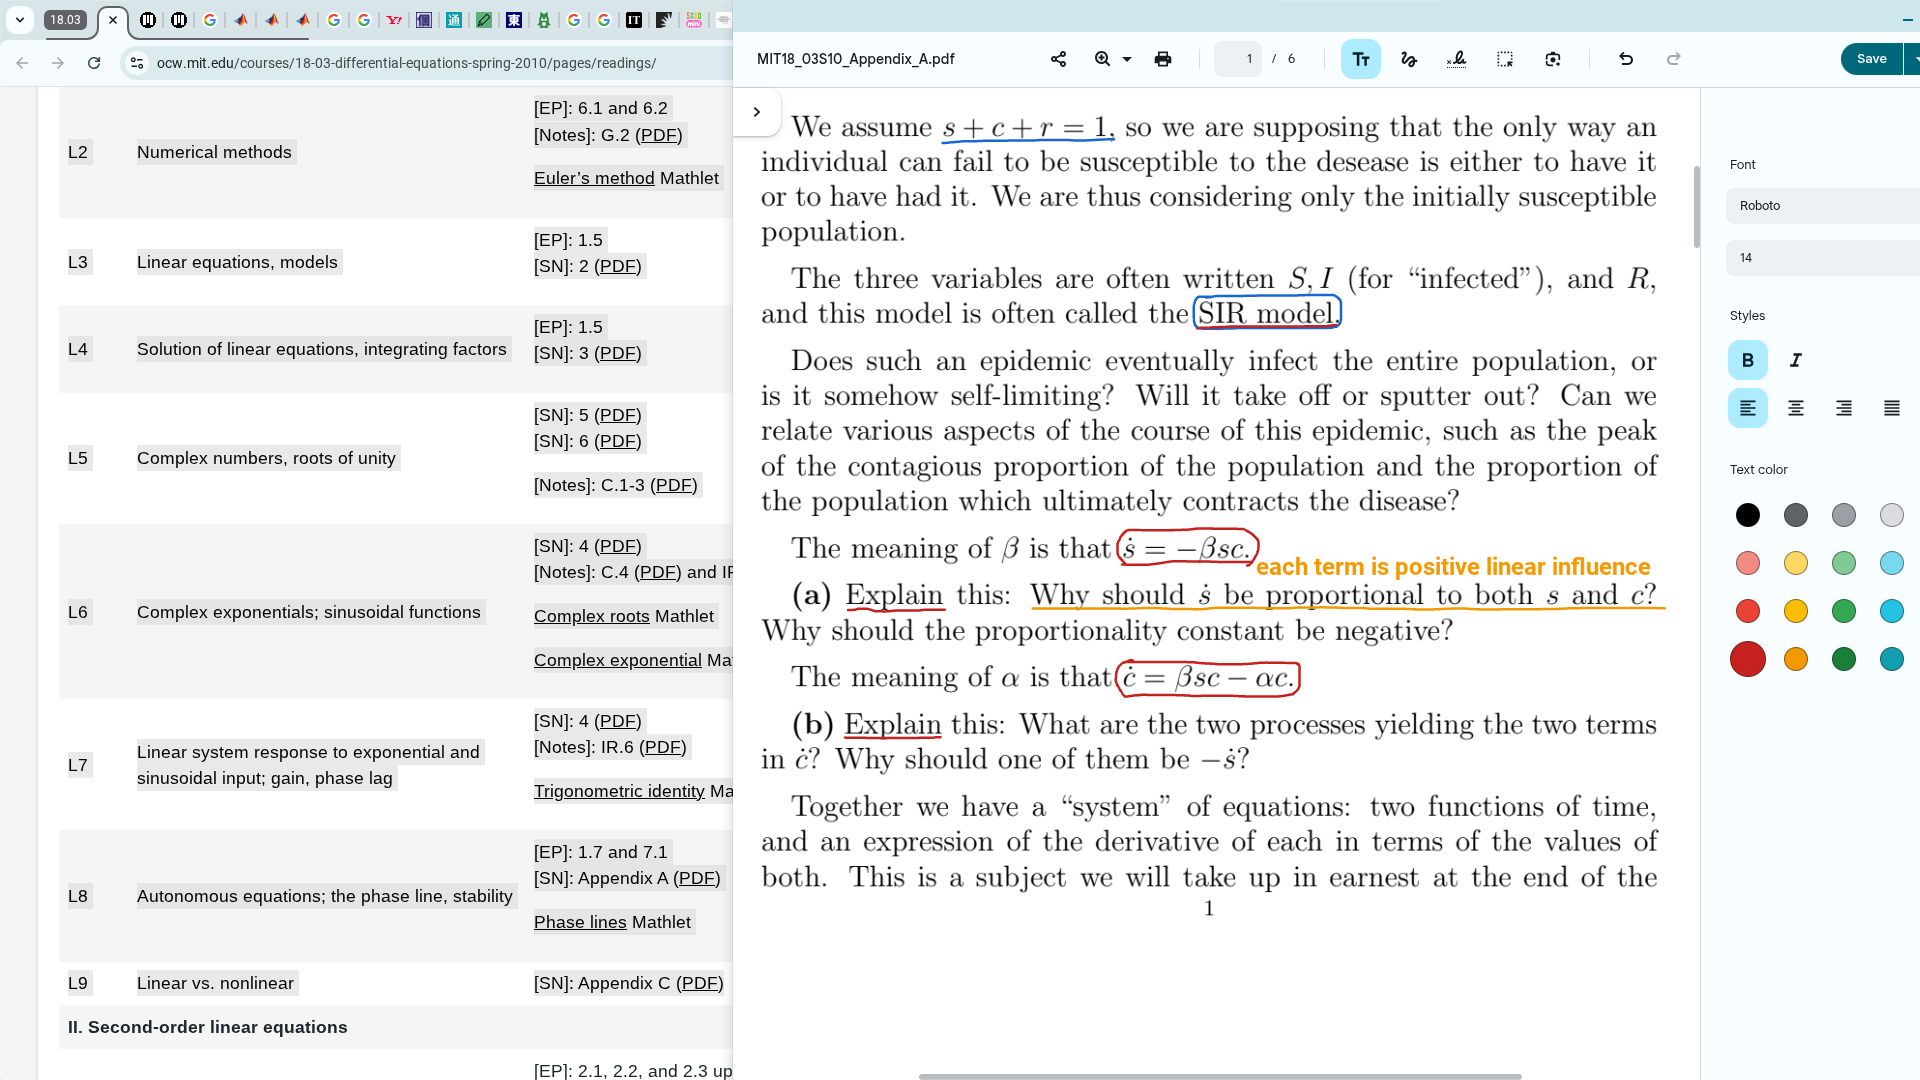 18.03
ocw.mit.edu/courses/18-03-differential-equations-spring-2010/pages/readings/
[EP]: 6.1 and 6.2
L2 Numerical methods
[Notes]: G.2 (PDF)
Euler’s method Mathlet
[EP]: 1.5
L3 Linear equations, models
[SN]: 2 (PDF)
[EP]: 1.5
L4 Solution of linear equations, integrating factors
[SN]: 3 (PDF)
[SN]: 5 (PDF)
[SN]: 6 (PDF)
L5 Complex numbers, roots of unity
[Notes]: C.1-3 (PDF)
[SN]: 4 (PDF)
[Notes]: C.4 (PDF) and IR
L6 Complex exponentials; sinusoidal functions
Complex roots Mathlet
Complex exponential Ma
[SN]: 4 (PDF)
[Notes]: IR.6 (PDF)
L7 Linear system response to exponential and
sinusoidal input; gain, phase lag
Trigonometric identity Ma
[EP]: 1.7 and 7.1
[SN]: Appendix A (PDF)
L8 Autonomous equations; the phase line, stability
Phase lines Mathlet
L9 Linear vs. nonlinear
[SN]: Appendix C (PDF)
II. Second-order linear equations
[EP]: 2.1, 2.2, and 2.3 up
MIT18_03S10_Appendix_A.pdf
1 / 6
Save
We assume s + c + r = 1, so we are supposing that the only way an
individual can fail to be susceptible to the desease is either to have it
or to have had it. We are thus considering only the initially susceptible
population.
The three variables are often written S, I (for “infected”), and R,
and this model is often called the SIR model.
Does such an epidemic eventually infect the entire population, or
is it somehow self-limiting? Will it take off or sputter out? Can we
relate various aspects of the course of this epidemic, such as the peak
of the contagious proportion of the population and the proportion of
the population which ultimately contracts the disease?
The meaning of β is that ṡ = −βsc.
each term is positive linear influence
(a) Explain this: Why should ṡ be proportional to both s and c?
Why should the proportionality constant be negative?
The meaning of α is that ċ = βsc − αc.
(b) Explain this: What are the two processes yielding the two terms
in ċ? Why should one of them be −ṡ?
Together we have a “system” of equations: two functions of time,
and an expression of the derivative of each in terms of the values of
both. This is a subject we will take up in earnest at the end of the
1
Font
Roboto
14
Styles
B I
Text color